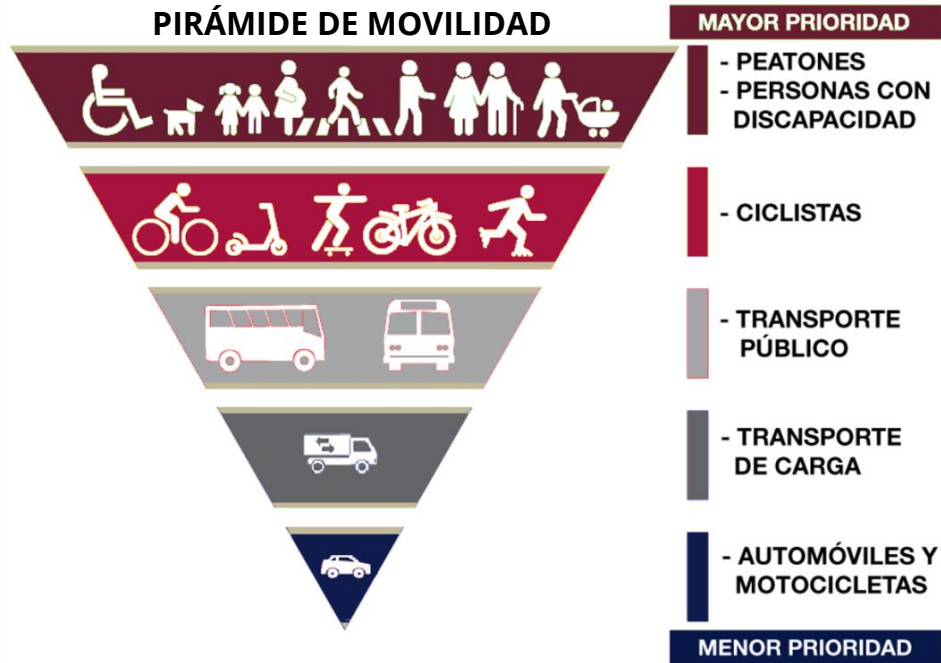 PIRÁMIDE DE MOVILIDAD
MAYOR PRIORIDAD
- PEATONES
- PERSONAS CON
DISCAPACIDAD
- CICLISTAS
- TRANSPORTE
PÚBLICO
- TRANSPORTE
DE CARGA
- AUTOMÓVILES Y
MOTOCICLETAS
MENOR PRIORIDAD